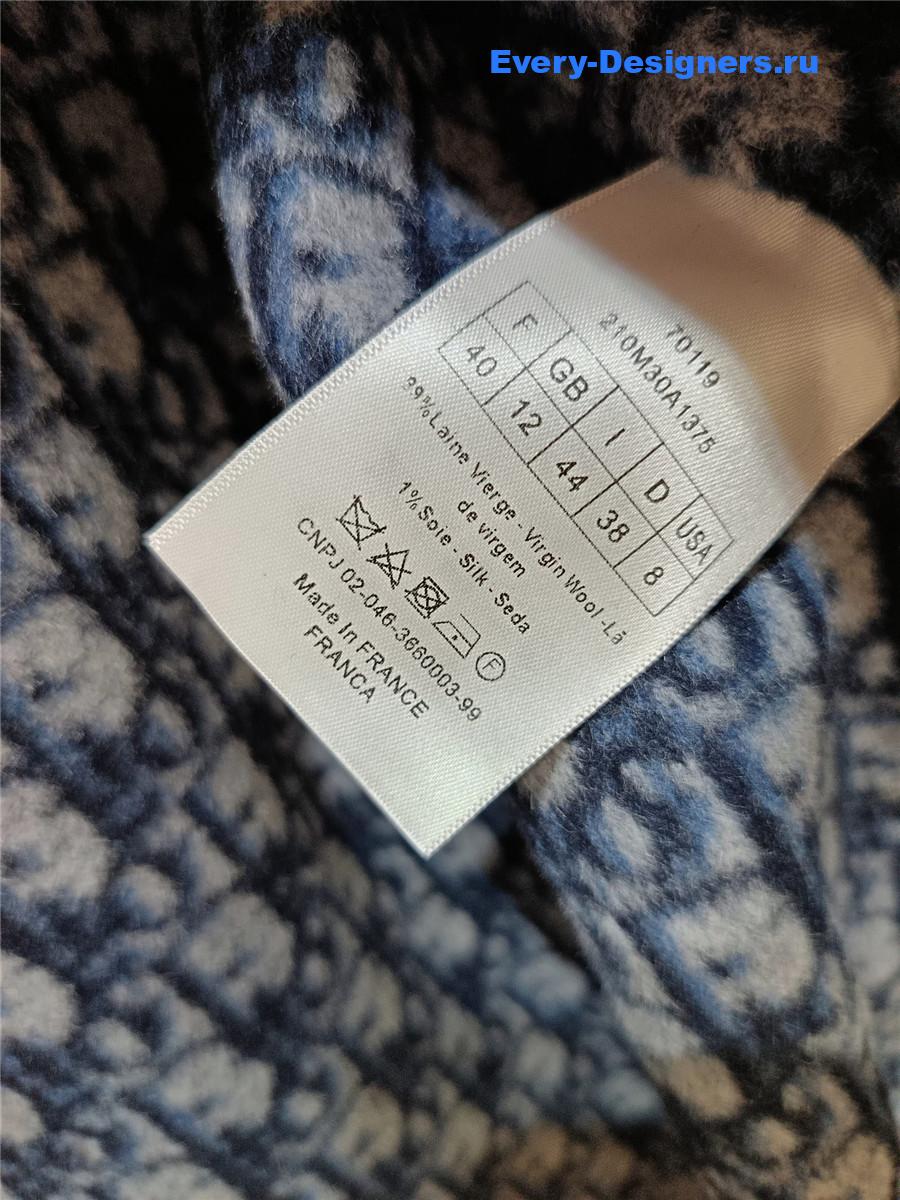 Every-Designers.ru
70119
210M30A1375
F GB I D USA
40 12 44 38 8
99%Laine Vierge - Virgin Wool -Lã
de virgem
1%Soie - Silk - Seda
F
CNPJ 02-046-3660003-99
Made In FRANCE
FRANCA